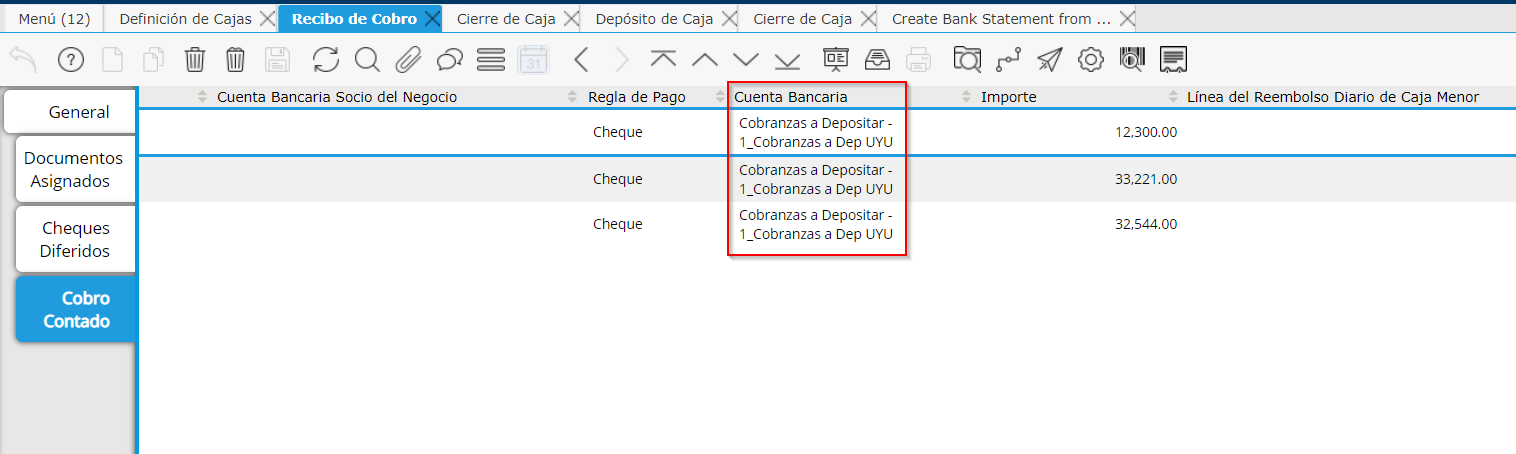 Menú (12) Definición de Cajas Recibo de Cobro Cierre de Caja Depósito de Caja Cierre de Caja Create Bank Statement from ...
31
General
Documentos
Asignados
Cheques
Diferidos
Cobro
Contado
Cuenta Bancaria Socio del Negocio Regla de Pago Cuenta Bancaria Importe Línea del Reembolso Diario de Caja Menor
Cheque Cobranzas a Depositar - 12,300.00
1_Cobranzas a Dep UYU
Cheque Cobranzas a Depositar - 33,221.00
1_Cobranzas a Dep UYU
Cheque Cobranzas a Depositar - 32,544.00
1_Cobranzas a Dep UYU